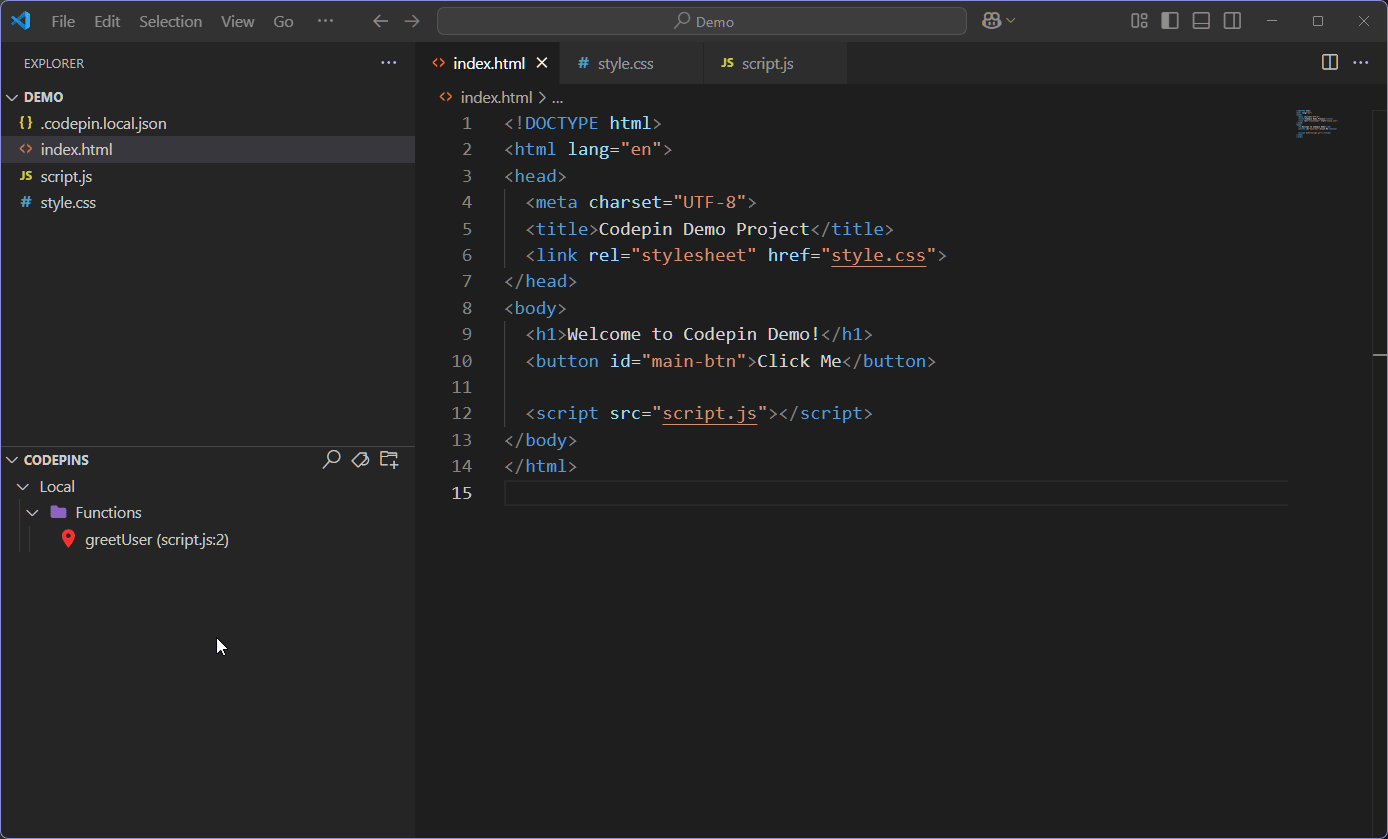 File Edit Selection View Go ··· Demo
EXPLORER ···
DEMO
{} .codepin.local.json
<> index.html
JS script.js
# style.css
CODEPINS
Local
Functions
greetUser (script.js:2)
<> index.html # style.css JS script.js ···
<> index.html > ...
1 <!DOCTYPE html>
2 <html lang="en">
3 <head>
4 <meta charset="UTF-8">
5 <title>Codepin Demo Project</title>
6 <link rel="stylesheet" href="style.css">
7 </head>
8 <body>
9 <h1>Welcome to Codepin Demo!</h1>
10 <button id="main-btn">Click Me</button>
11
12 <script src="script.js"></script>
13 </body>
14 </html>
15